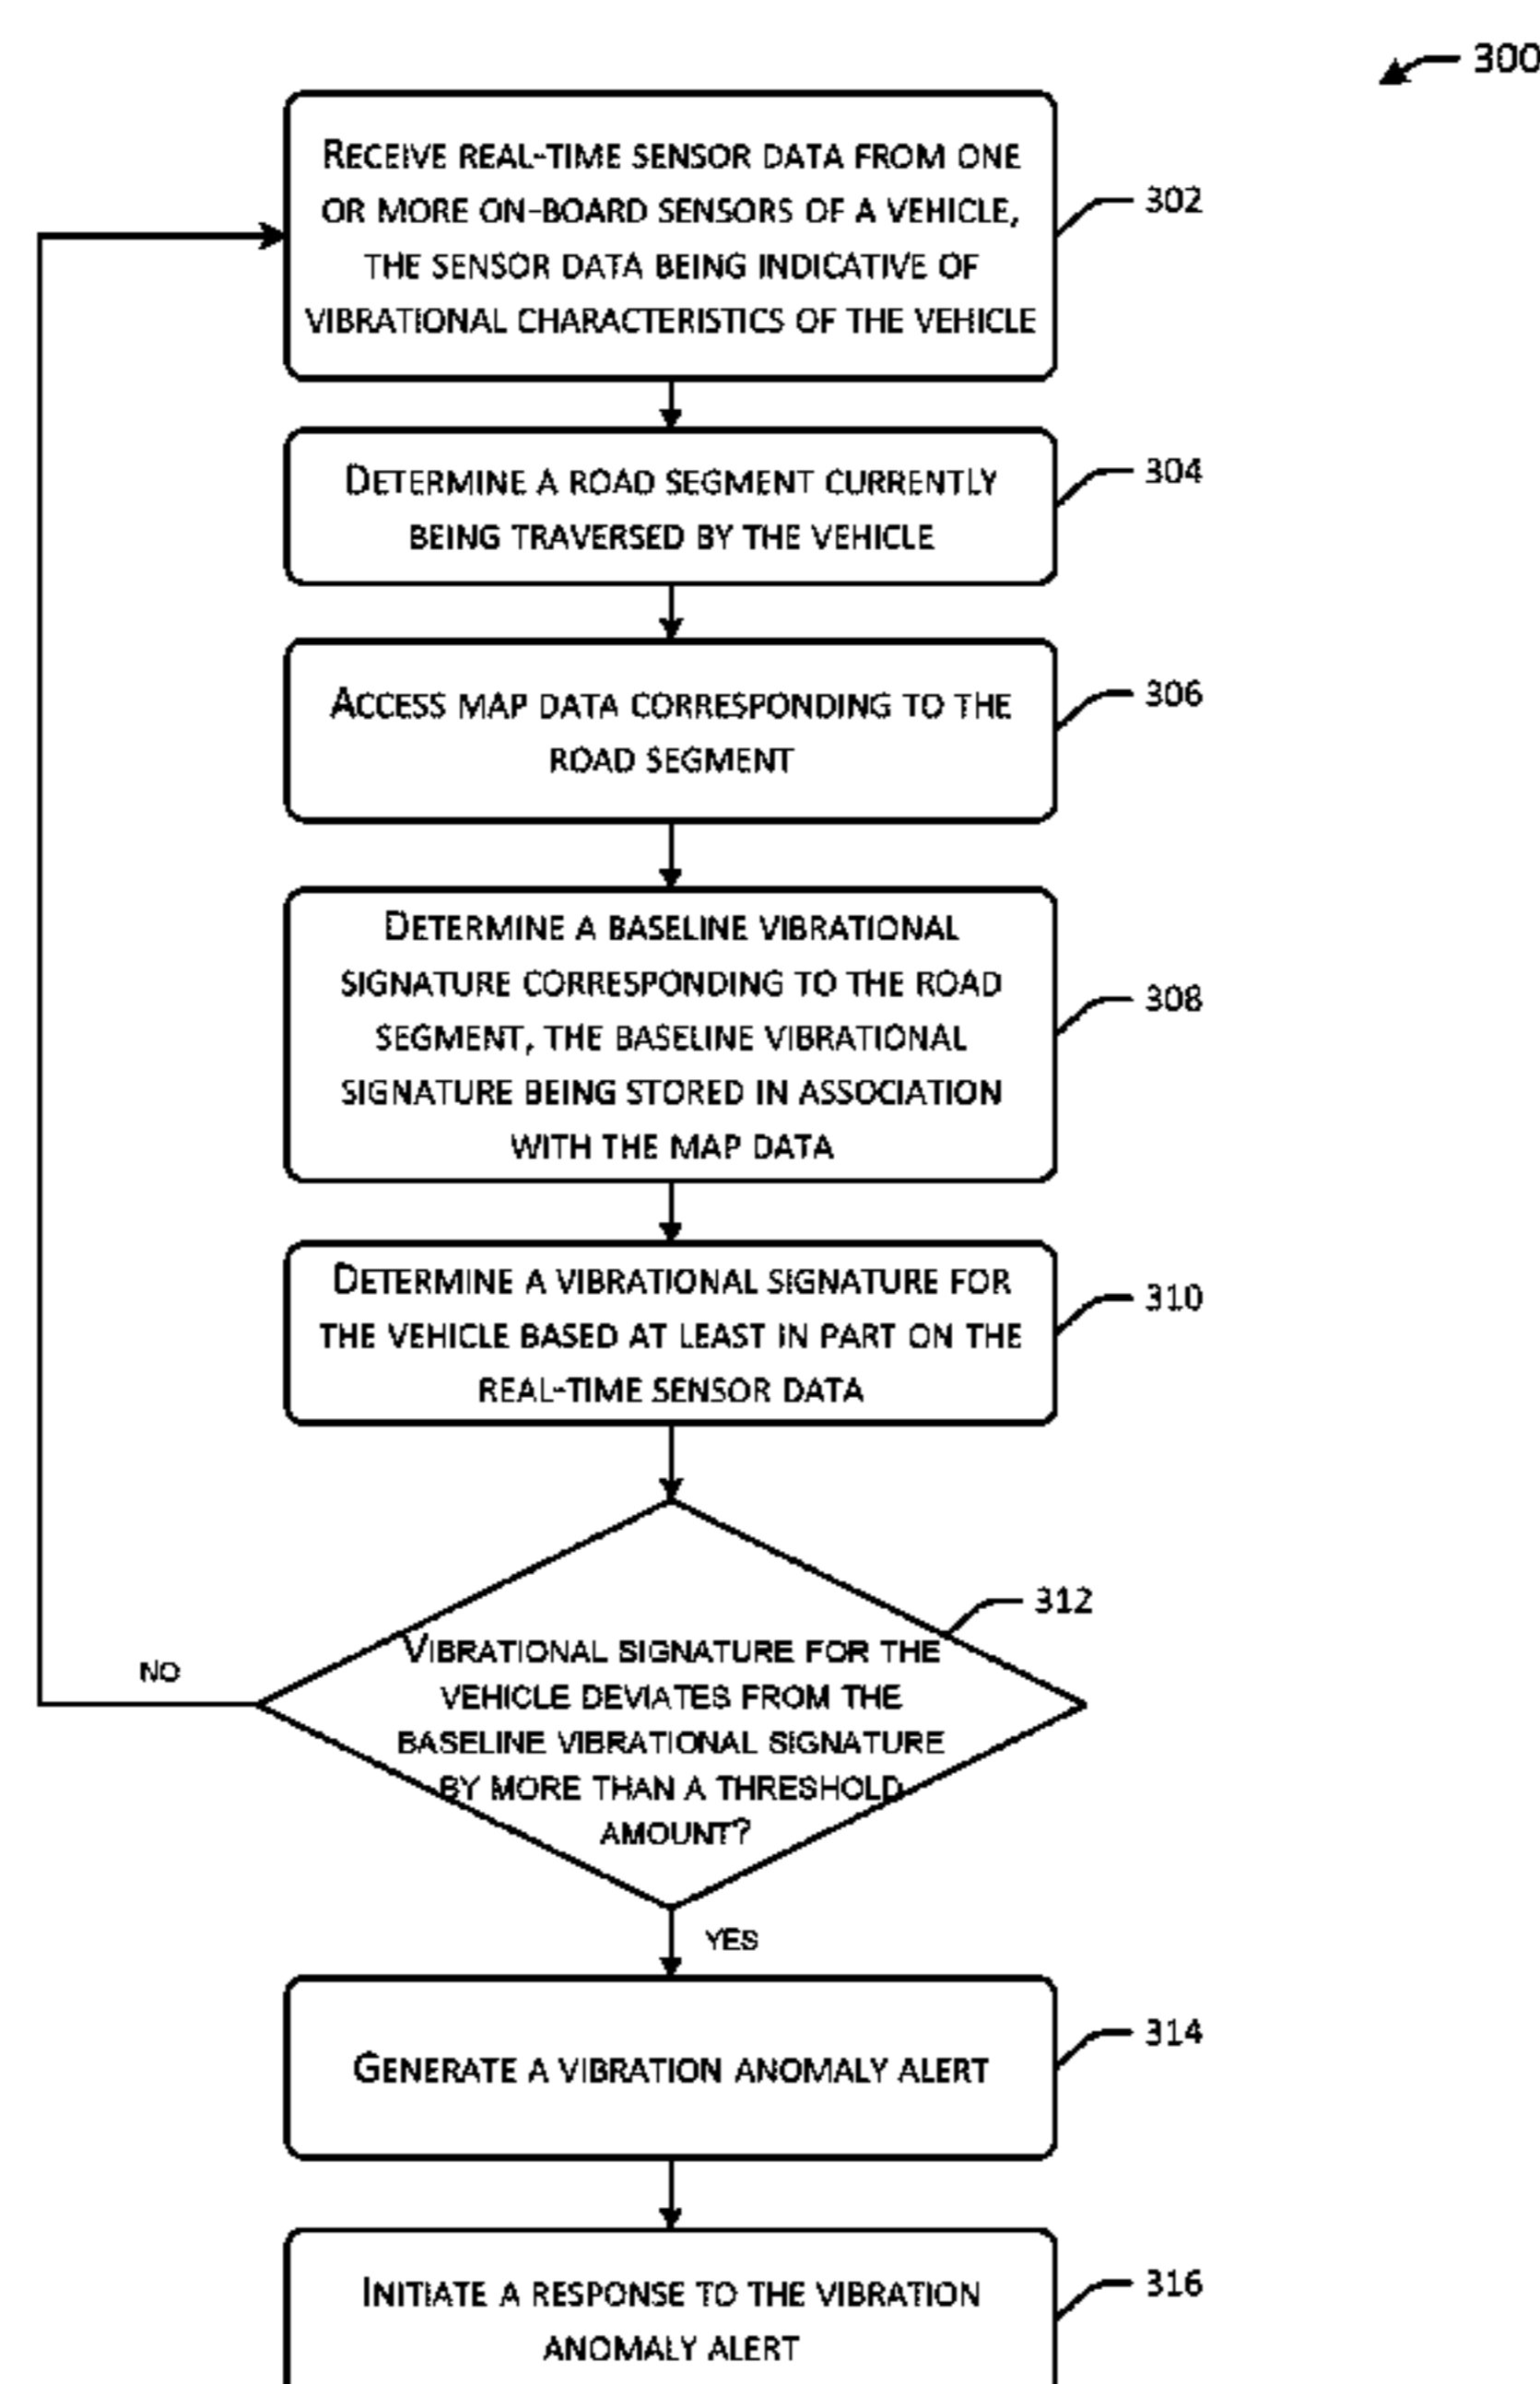 300
RECEIVE REAL-TIME SENSOR DATA FROM ONE
OR MORE ON-BOARD SENSORS OF A VEHICLE,
THE SENSOR DATA BEING INDICATIVE OF
VIBRATIONAL CHARACTERISTICS OF THE VEHICLE
302
DETERMINE A ROAD SEGMENT CURRENTLY
BEING TRAVERSED BY THE VEHICLE
304
ACCESS MAP DATA CORRESPONDING TO THE
ROAD SEGMENT
306
DETERMINE A BASELINE VIBRATIONAL
SIGNATURE CORRESPONDING TO THE ROAD
SEGMENT, THE BASELINE VIBRATIONAL
SIGNATURE BEING STORED IN ASSOCIATION
WITH THE MAP DATA
308
DETERMINE A VIBRATIONAL SIGNATURE FOR
THE VEHICLE BASED AT LEAST IN PART ON THE
REAL-TIME SENSOR DATA
310
VIBRATIONAL SIGNATURE FOR THE
VEHICLE DEVIATES FROM THE
BASELINE VIBRATIONAL SIGNATURE
BY MORE THAN A THRESHOLD
AMOUNT?
312
NO
YES
GENERATE A VIBRATION ANOMALY ALERT
314
INITIATE A RESPONSE TO THE VIBRATION
ANOMALY ALERT
316